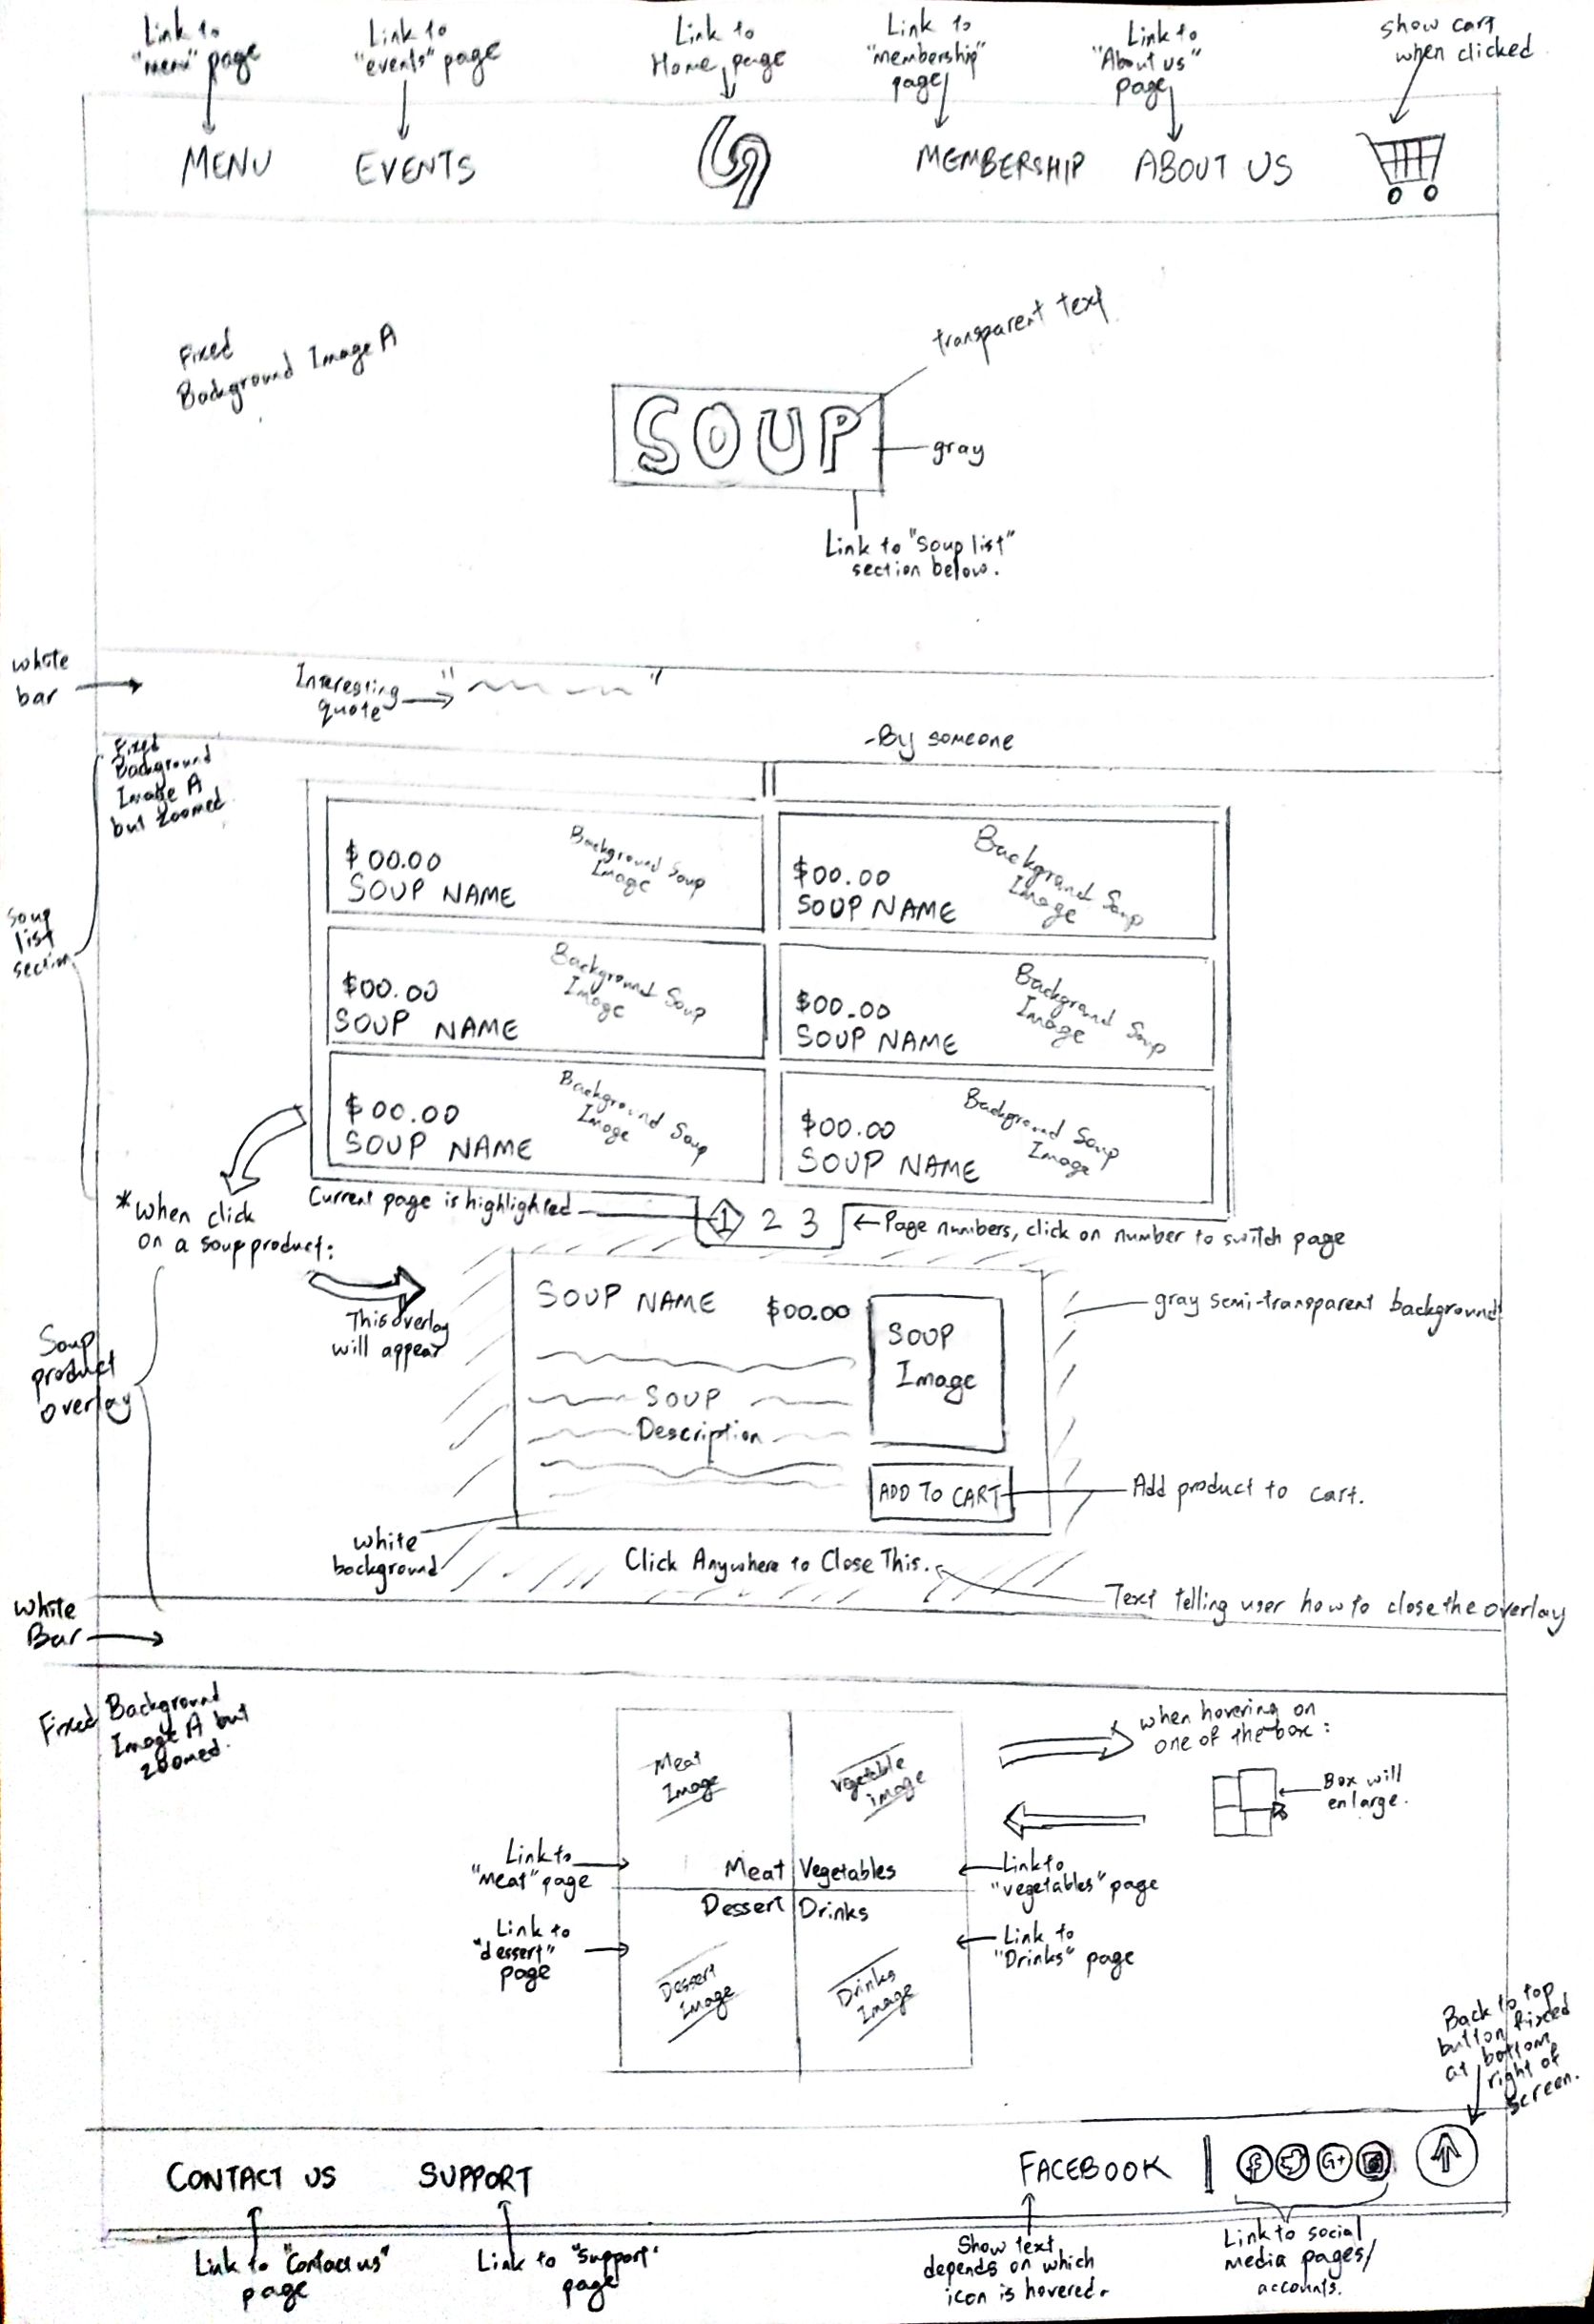 Link to
"menu" page
Link to
"events" page
Link to
Home page
Link to
"membership"
page
Link to
"About us"
page
show cart
when clicked
MENU
EVENTS
MEMBERSHIP
ABOUT US
Fixed
Background Image A
transparent text
SOUP
gray
Link to "Soup list"
section below.
white
bar
Interesting
quote
" "
-By someone
Fixed
Background
Image A
but zoomed
Soup
list
section
$00.00
SOUP NAME
Background Soup
Image
$00.00
SOUP NAME
Background Soup
Image
$00.00
SOUP NAME
Background Soup
Image
$00.00
SOUP NAME
Background Soup
Image
$00.00
SOUP NAME
Background Soup
Image
$00.00
SOUP NAME
Background Soup
Image
Current page is highlighted
1 2 3
Page numbers, click on number to switch page
*when click
on a soup product:
This overlay
will appear
Soup
product
overlay
SOUP NAME
$00.00
SOUP
Image
SOUP
Description
ADD TO CART
gray semi-transparent background
Add product to cart.
white
background
Click Anywhere to Close This.
Text telling user how to close the overlay
White
Bar
Fixed Background
Image A but
zoomed.
Meat
Image
Vegetable
image
Meat
Vegetables
Dessert
Drinks
Dessert
Image
Drinks
Image
when hovering on
one of the box:
Box will
enlarge.
Link to
"Meat" page
Link to
"vegetables" page
Link to
"dessert"
page
Link to
"Drinks" page
Back to top
button fixed
at bottom
right of
screen.
CONTACT US
SUPPORT
FACEBOOK
f
G+
Link to "Contact us"
page
Link to "Support"
page
Show text
depends on which
icon is hovered.
Link to social
media pages/
accounts.